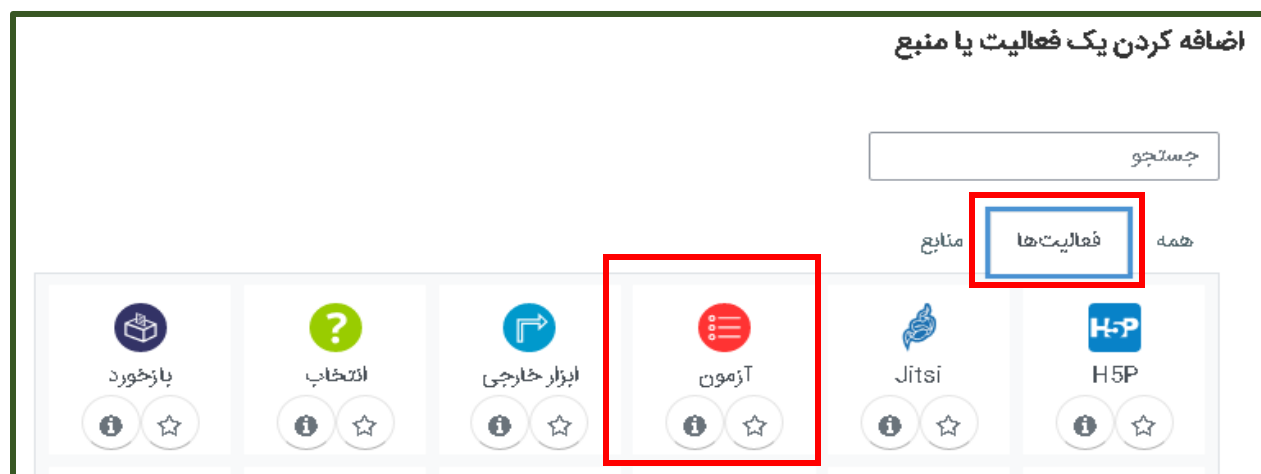 اضافه کردن یک فعالیت یا منبع
جستجو
همه فعالیت‌ها منابع
H-P
H5P Jitsi آزمون ابزار خارجی انتخاب بازخورد